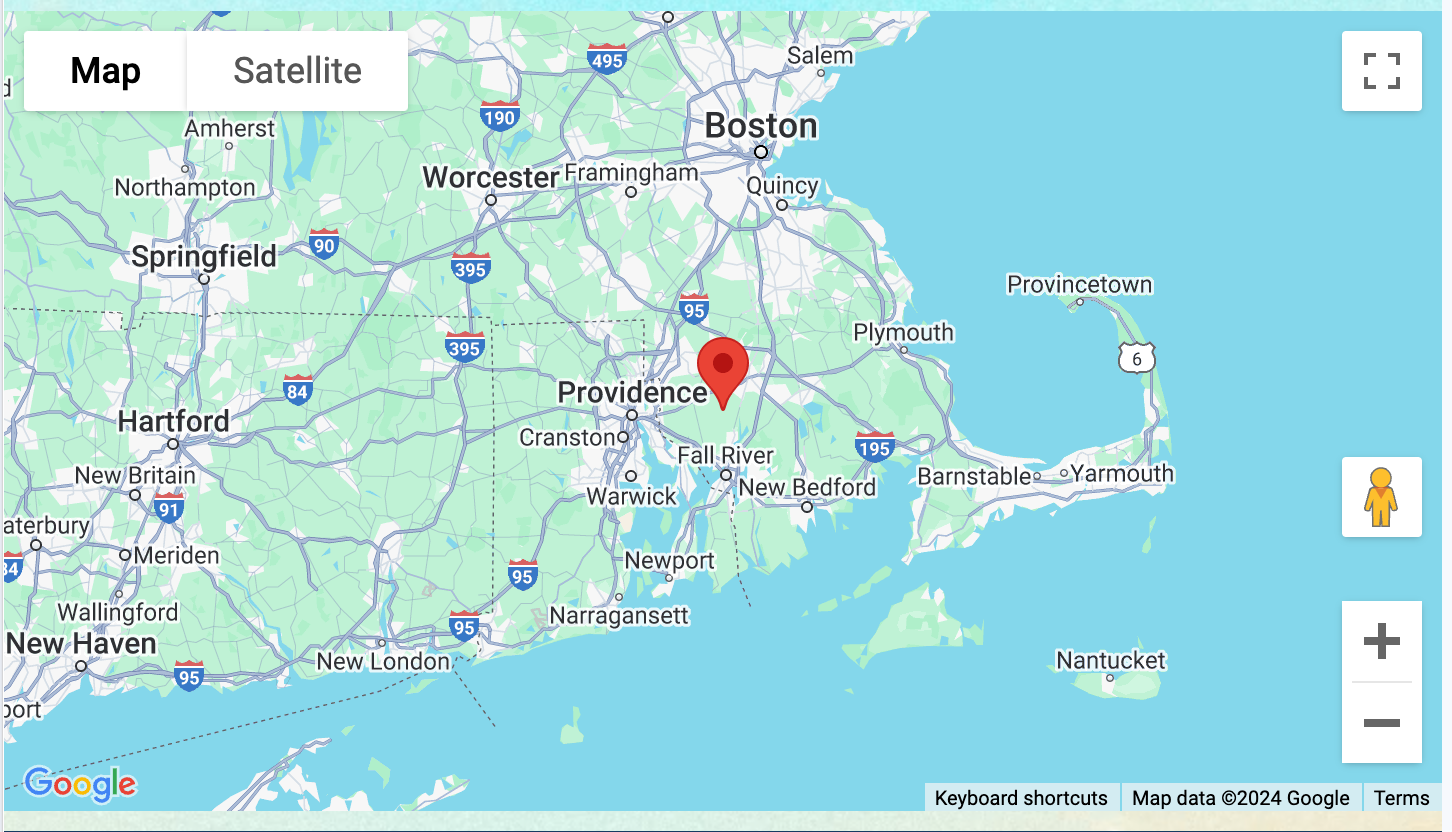 Map
Satellite
495
Salem
190
Amherst
Boston
Worcester
Framingham
Northampton
Quincy
90
Springfield
395
Provincetown
95
Plymouth
395
6
84
Providence
Hartford
Cranston
195
Fall River
New Britain
Barnstable
Yarmouth
New Bedford
Warwick
91
aterbury
Meriden
Newport
84
95
Wallingford
Narragansett
95
New Haven
New London
Nantucket
95
port
Google
Keyboard shortcuts
Map data ©2024 Google
Terms